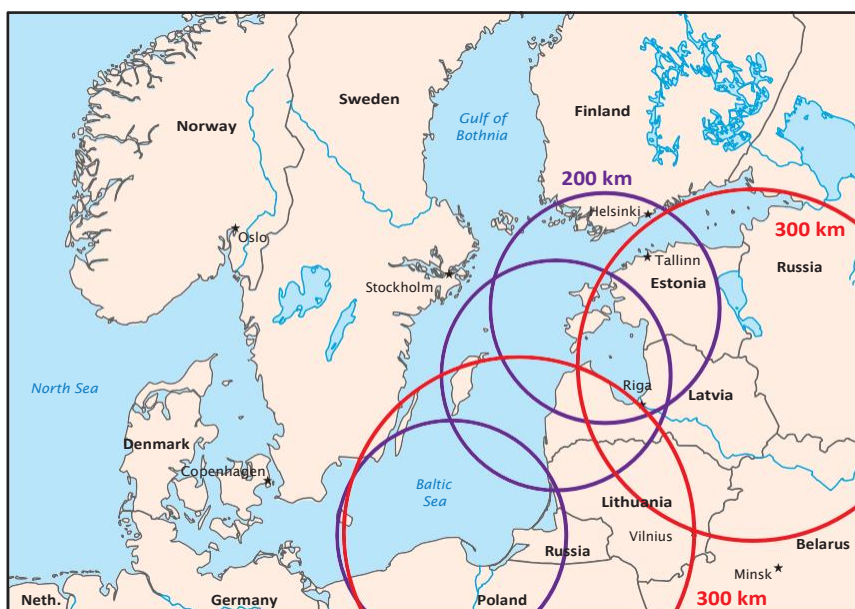 Sweden
Gulf of
Bothnia
Finland
Norway
200 km
Helsinki
300 km
Oslo
Tallinn
Russia
Stockholm
Estonia
North Sea
Riga
Latvia
Denmark
Copenhagen
Baltic
Sea
Lithuania
Vilnius
Russia
Belarus
Minsk
Neth.
Germany
Poland
300 km